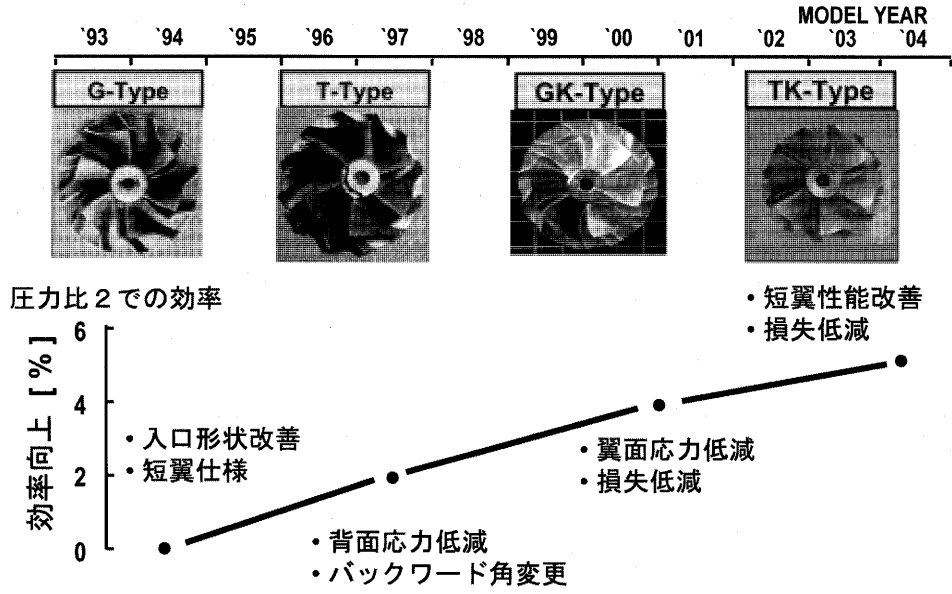 MODEL YEAR
`93 `94 `95 `96 `97 `98 `99 `00 `01 `02 `03 `04
G-Type T-Type GK-Type TK-Type
圧力比2での効率
効率向上 [%]
6
4
2
0
・入口形状改善
・短翼仕様
・背面応力低減
・バックワード角変更
・翼面応力低減
・損失低減
・短翼性能改善
・損失低減